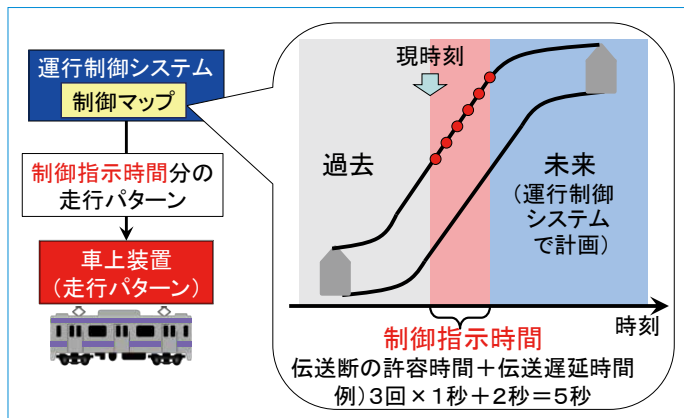 運行制御システム
制御マップ
制御指示時間分の
走行パターン
車上装置
（走行パターン）
現時刻
過去
未来
（運行制御
システム
で計画）
時刻
制御指示時間
伝送断の許容時間＋伝送遅延時間
例）３回×１秒＋２秒＝５秒